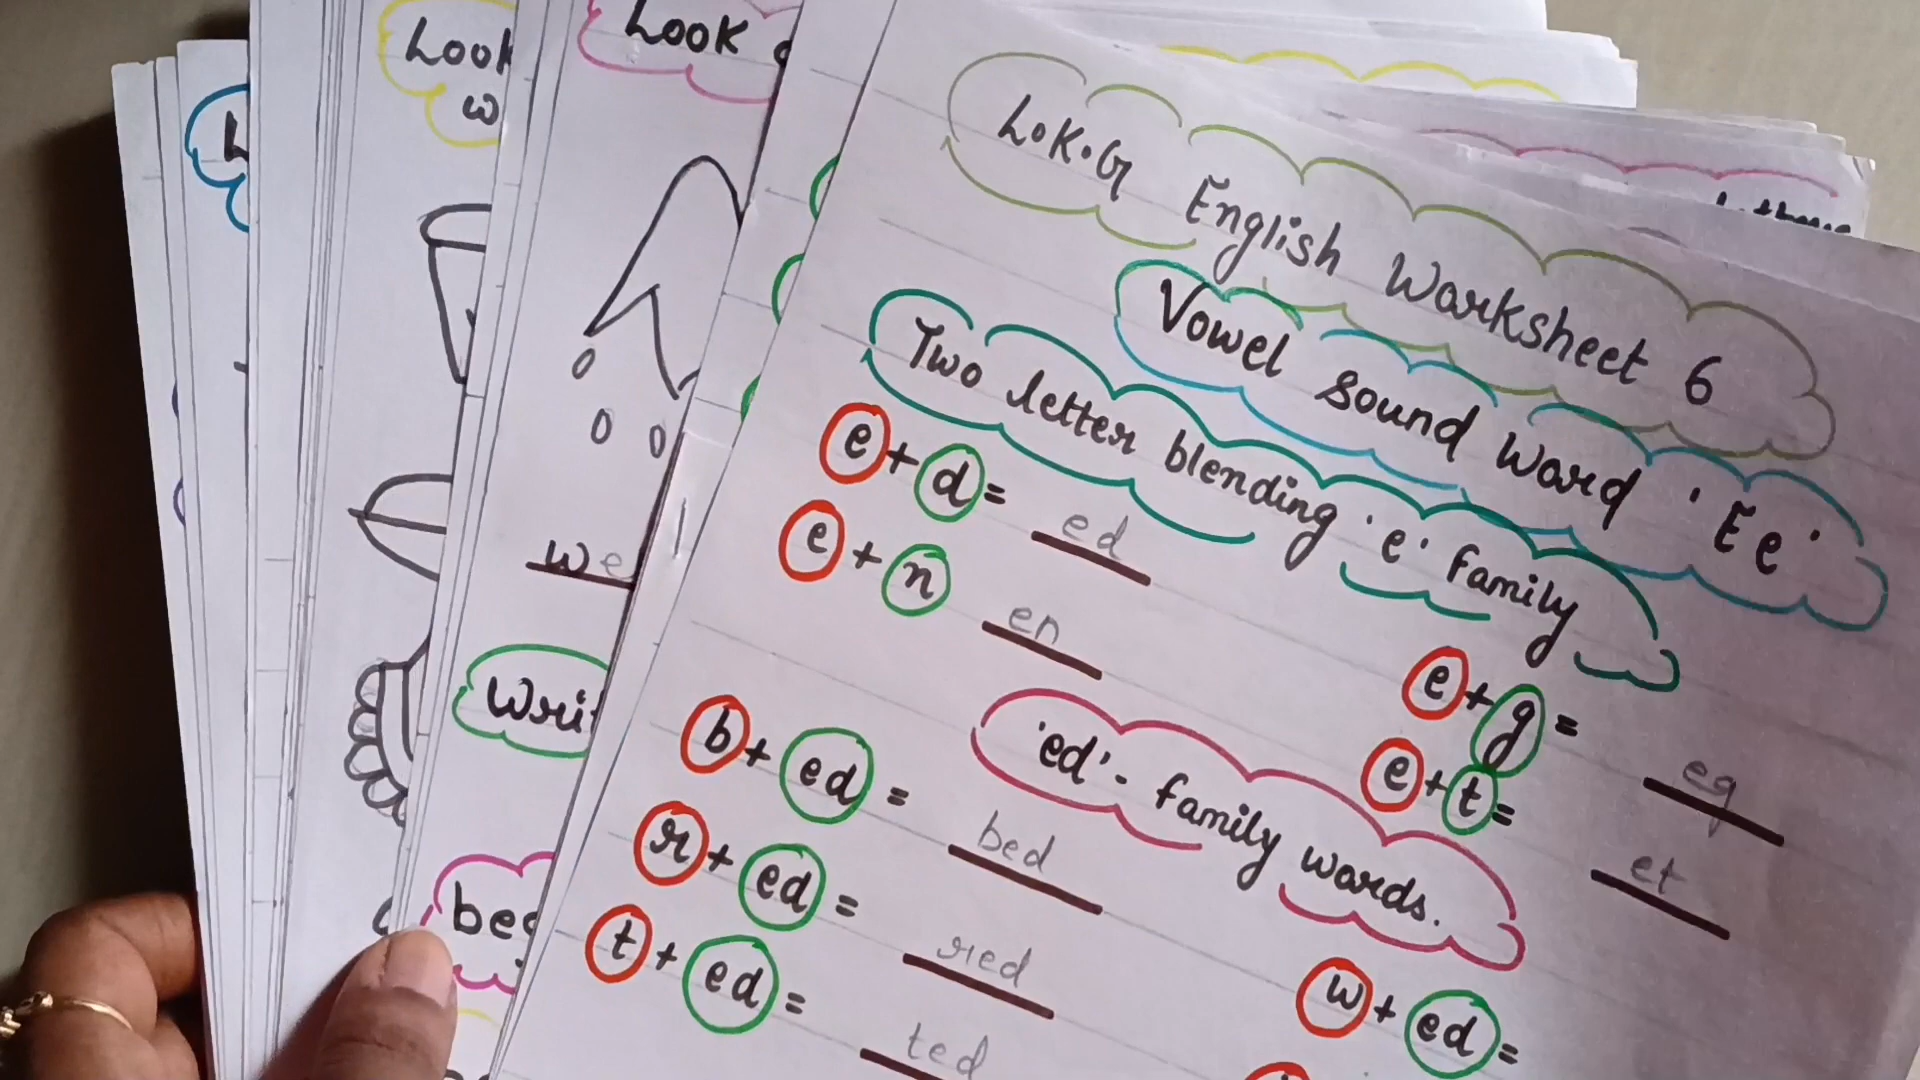 L.K.G English Worksheet 6
Vowel sound word 'Ee'
Two letter blending 'e' family
e + d = ed
e + n en
e + g = eg
e + t = et
'ed'- family words.
b + ed = bed
r + ed = red
t + ed = ted
w + ed =
Look
w
Look
we